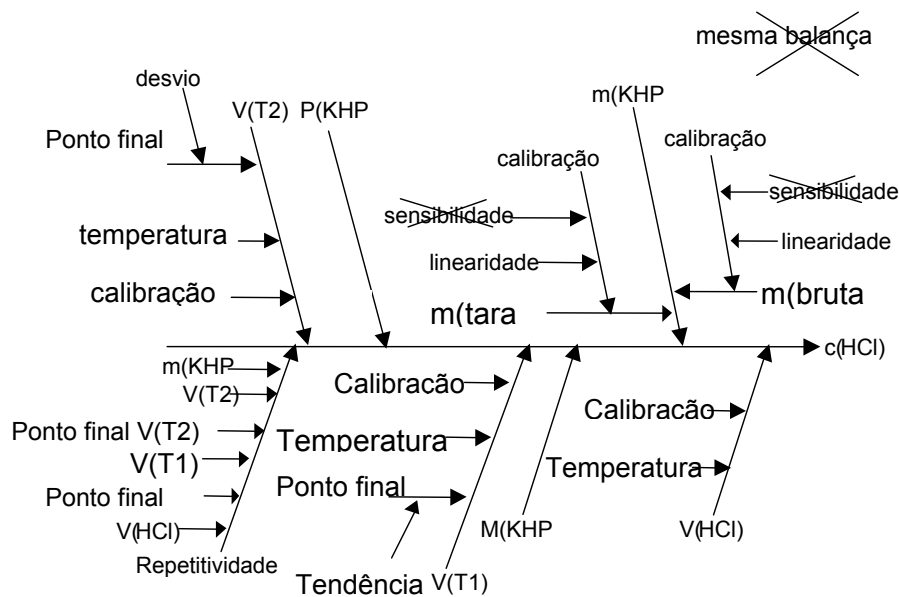 mesma balança
desvio
V(T2)
P(KHP
m(KHP
Ponto final
calibração
calibração
sensibilidade
sensibilidade
temperatura
linearidade
linearidade
calibração
m(tara
m(bruta
c(HCl)
m(KHP
V(T2)
Calibracão
Calibracão
Ponto final V(T2)
Temperatura
V(T1)
Temperatura
Ponto final
Ponto final
V(HCl)
M(KHP
V(HCl)
Repetitividade
Tendência
V(T1)